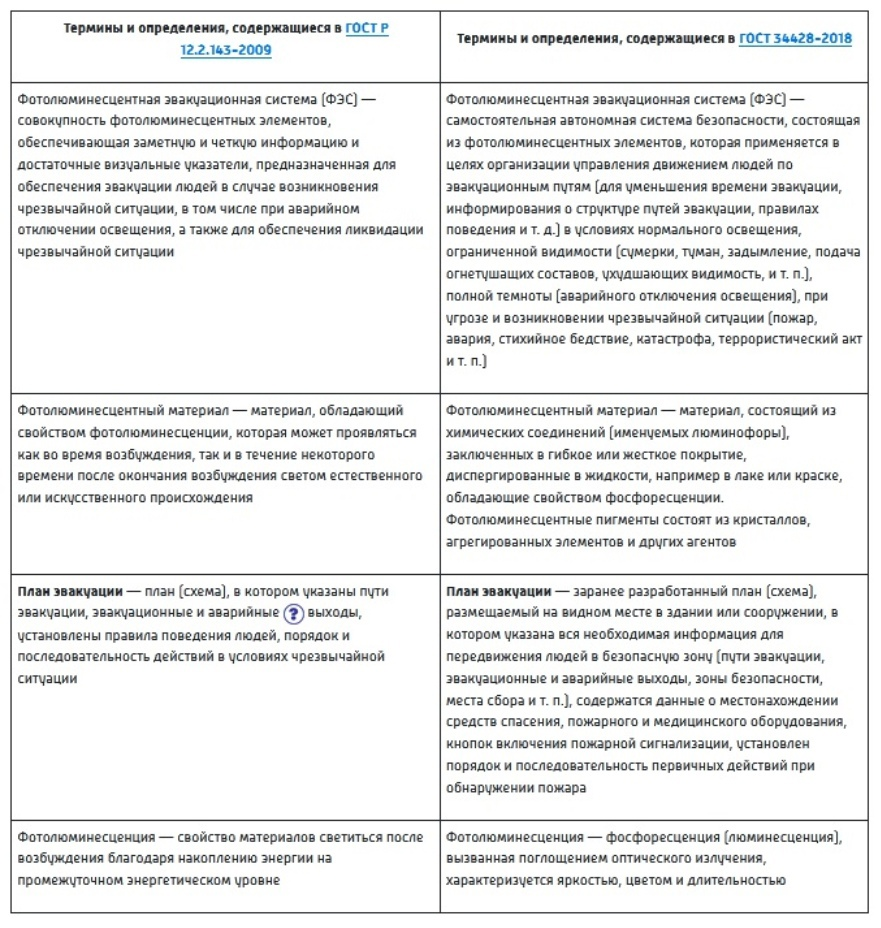 Термины и определения, содержащиеся в ГОСТ Р
12.2.143-2009
Термины и определения, содержащиеся в ГОСТ 34428-2018
Фотолюминесцентная эвакуационная система (ФЭС) —
совокупность фотолюминесцентных элементов,
обеспечивающая заметную и четкую информацию и
достаточные визуальные указатели, предназначенная для
обеспечения эвакуации людей в случае возникновения
чрезвычайной ситуации, в том числе при аварийном
отключении освещения, а также для обеспечения ликвидации
чрезвычайной ситуации
Фотолюминесцентная эвакуационная система (ФЭС) —
самостоятельная автономная система безопасности, состоящая
из фотолюминесцентных элементов, которая применяется в
целях организации управления движением людей по
эвакуационным путям (для уменьшения времени эвакуации,
информирования о структуре путей эвакуации, правилах
поведения и т. д.) в условиях нормального освещения,
ограниченной видимости (сумерки, туман, задымление, подача
огнетушащих составов, ухудшающих видимость, и т. п.),
полной темноты (аварийного отключения освещения), при
угрозе и возникновении чрезвычайной ситуации (пожар,
авария, стихийное бедствие, катастрофа, террористический акт
и т. п.)
Фотолюминесцентный материал — материал, обладающий
свойством фотолюминесценции, которая может проявляться
как во время возбуждения, так и в течение некоторого
времени после окончания возбуждения светом естественного
или искусственного происхождения
Фотолюминесцентный материал — материал, состоящий из
химических соединений (именуемых люминофоры),
заключенных в гибкое или жесткое покрытие,
диспергированные в жидкости, например в лаке или краске,
обладающие свойством фосфоресценции.
Фотолюминесцентные пигменты состоят из кристаллов,
агрегированных элементов и других агентов
План эвакуации — план (схема), в котором указаны пути
эвакуации, эвакуационные и аварийные ? выходы,
установлены правила поведения людей, порядок и
последовательность действий в условиях чрезвычайной
ситуации
План эвакуации — заранее разработанный план (схема),
размещаемый на видном месте в здании или сооружении, в
котором указана вся необходимая информация для
передвижения людей в безопасную зону (пути эвакуации,
эвакуационные и аварийные выходы, зоны безопасности,
места сбора и т. п.), содержатся данные о местонахождении
средств спасения, пожарного и медицинского оборудования,
кнопок включения пожарной сигнализации, установлен
порядок и последовательность первичных действий при
обнаружении пожара
Фотолюминесценция — свойство материалов светиться после
возбуждения благодаря накоплению энергии на
промежуточном энергетическом уровне
Фотолюминесценция — фосфоресценция (люминесценция),
вызванная поглощением оптического излучения,
характеризуется яркостью, цветом и длительностью